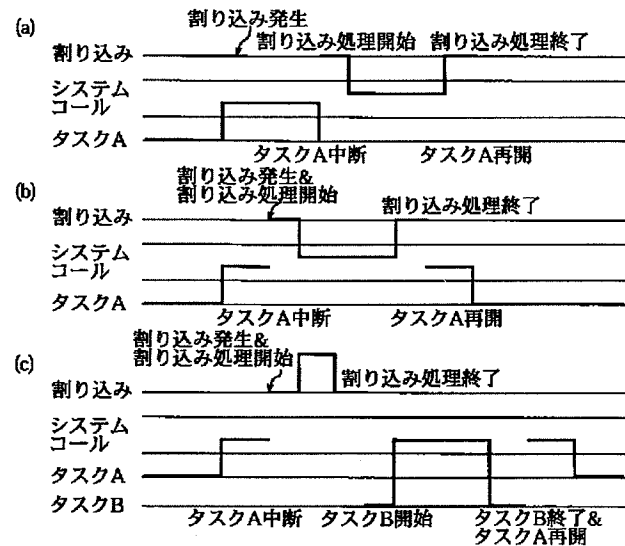 (a)
割り込み発生
割り込み処理開始 割り込み処理終了
割り込み
システム
コール
タスクA
タスクA中断 タスクA再開
(b)
割り込み発生&
割り込み処理開始 割り込み処理終了
割り込み
システム
コール
タスクA
タスクA中断 タスクA再開
(c)
割り込み発生&
割り込み処理開始 割り込み処理終了
割り込み
システム
コール
タスクA
タスクB
タスクA中断 タスクB開始 タスクB終了&
タスクA再開